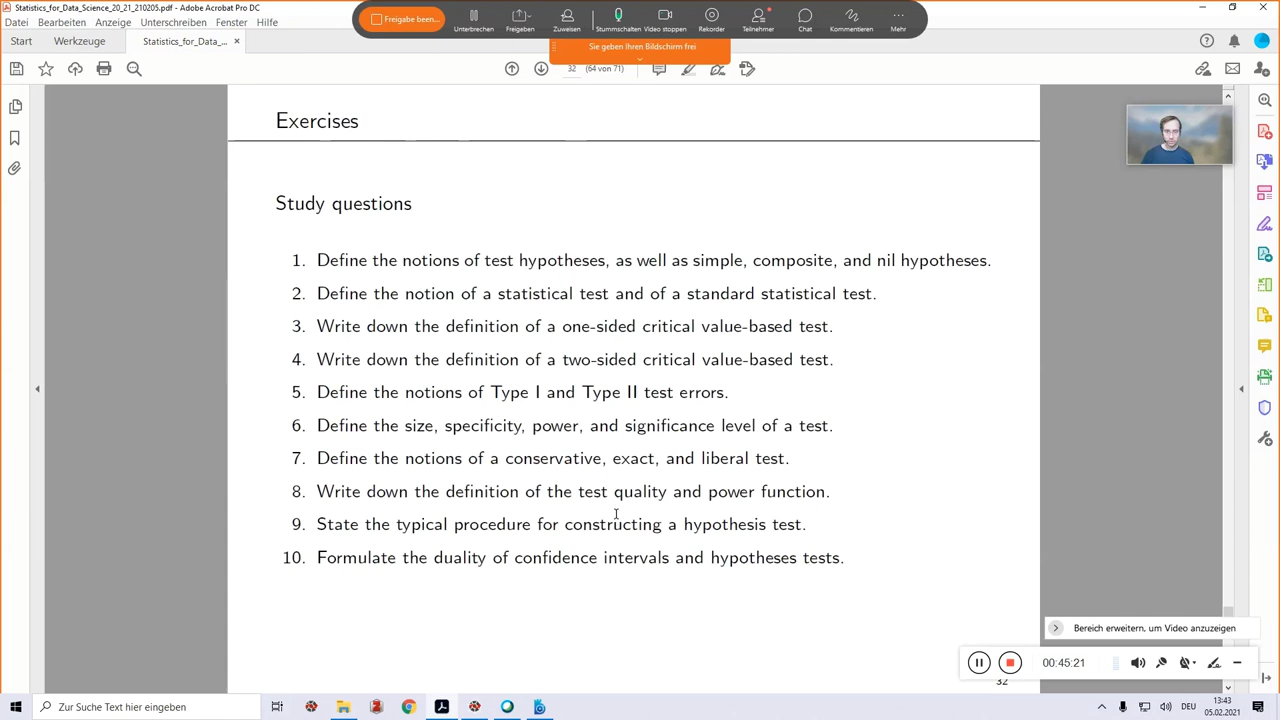 Statistics_for_Data_Science_20_21_210205.pdf - Adobe Acrobat Pro DC
Datei Bearbeiten Anzeige Unterschreiben Fenster Hilfe
Freigabe been...
Unterbrechen Freigeben Zuweisen Stummschalten Video stoppen Rekorder Teilnehmer Chat Kommentieren Mehr
Sie geben Ihren Bildschirm frei
Start Werkzeuge Statistics_for_Data_... ×
32 (64 von 71)
Exercises
Study questions
1. Define the notions of test hypotheses, as well as simple, composite, and nil hypotheses.
2. Define the notion of a statistical test and of a standard statistical test.
3. Write down the definition of a one-sided critical value-based test.
4. Write down the definition of a two-sided critical value-based test.
5. Define the notions of Type I and Type II test errors.
6. Define the size, specificity, power, and significance level of a test.
7. Define the notions of a conservative, exact, and liberal test.
8. Write down the definition of the test quality and power function.
9. State the typical procedure for constructing a hypothesis test.
10. Formulate the duality of confidence intervals and hypotheses tests.
Bereich erweitern, um Video anzuzeigen
00:45:21
32
Zur Suche Text hier eingeben
DEU
13:43
05.02.2021